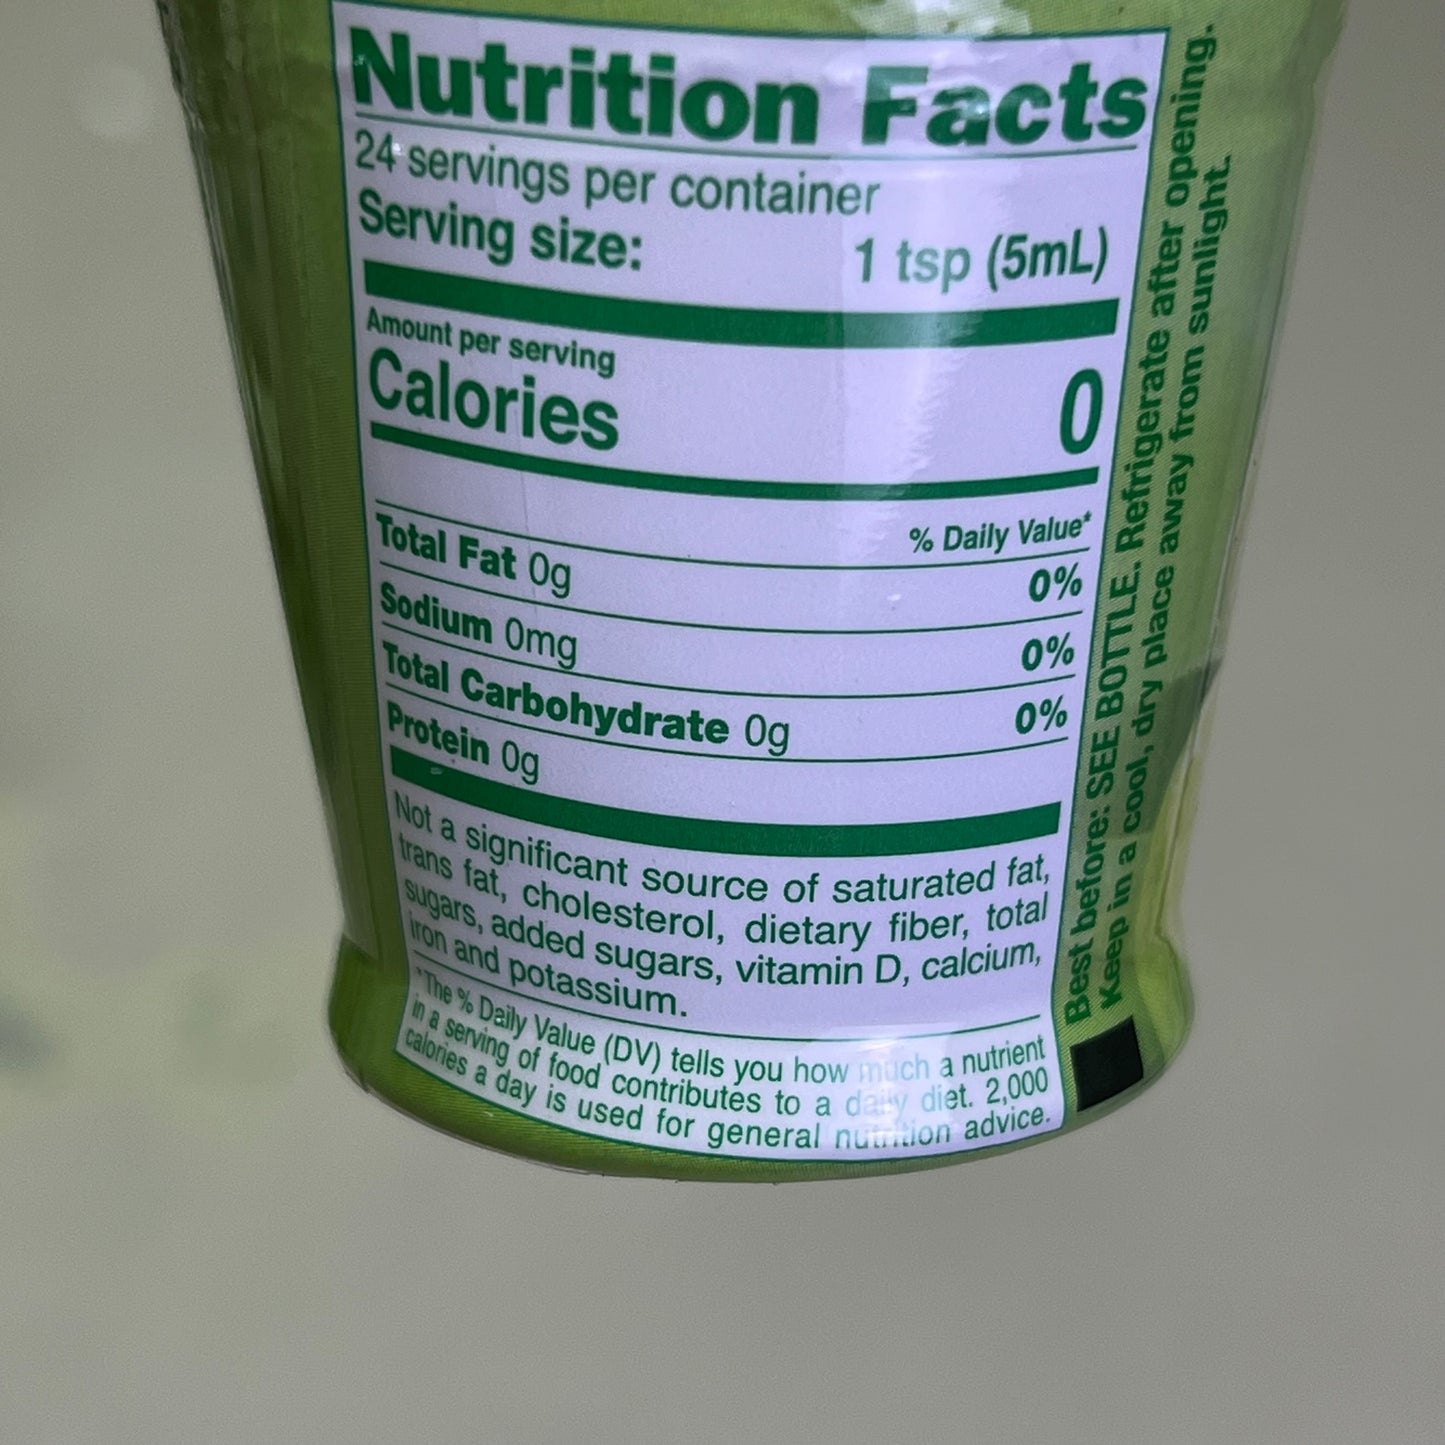 Nutrition Facts
24 servings per container
Serving size: 1 tsp (5mL)
Amount per serving
Calories 0
% Daily Value*
Total Fat 0g 0%
Sodium 0mg 0%
Total Carbohydrate 0g 0%
Protein 0g
Not a significant source of saturated fat,
trans fat, cholesterol, dietary fiber, total
sugars, added sugars, vitamin D, calcium,
iron and potassium.
*The % Daily Value (DV) tells you how much a nutrient
in a serving of food contributes to a daily diet. 2,000
calories a day is used for general nutrition advice.
Best before: SEE BOTTLE. Refrigerate after opening.
Keep in a cool, dry place away from sunlight.